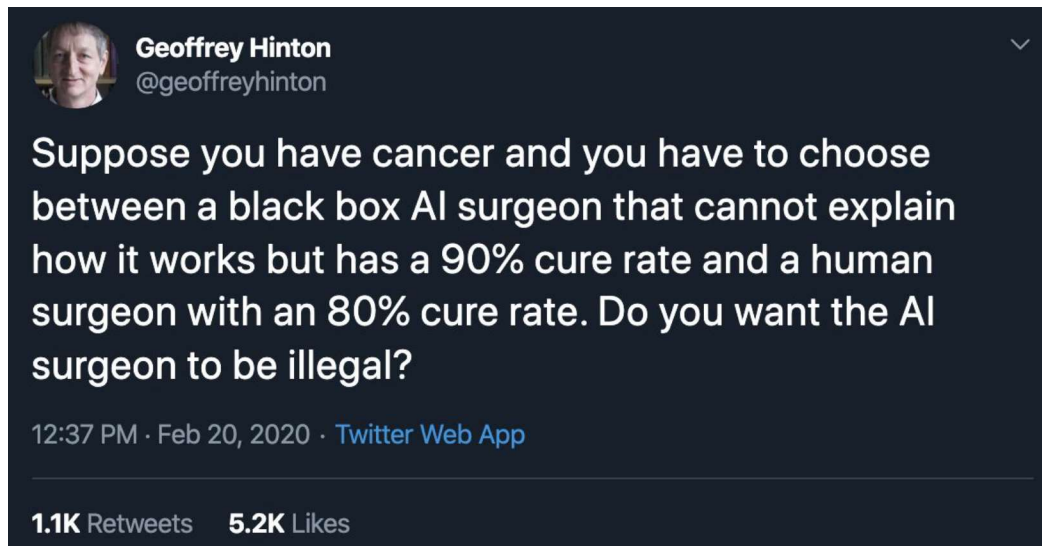 Geoffrey Hinton
@geoffreyhinton
Suppose you have cancer and you have to choose
between a black box AI surgeon that cannot explain
how it works but has a 90% cure rate and a human
surgeon with an 80% cure rate. Do you want the AI
surgeon to be illegal?
12:37 PM · Feb 20, 2020 · Twitter Web App
1.1K Retweets 5.2K Likes